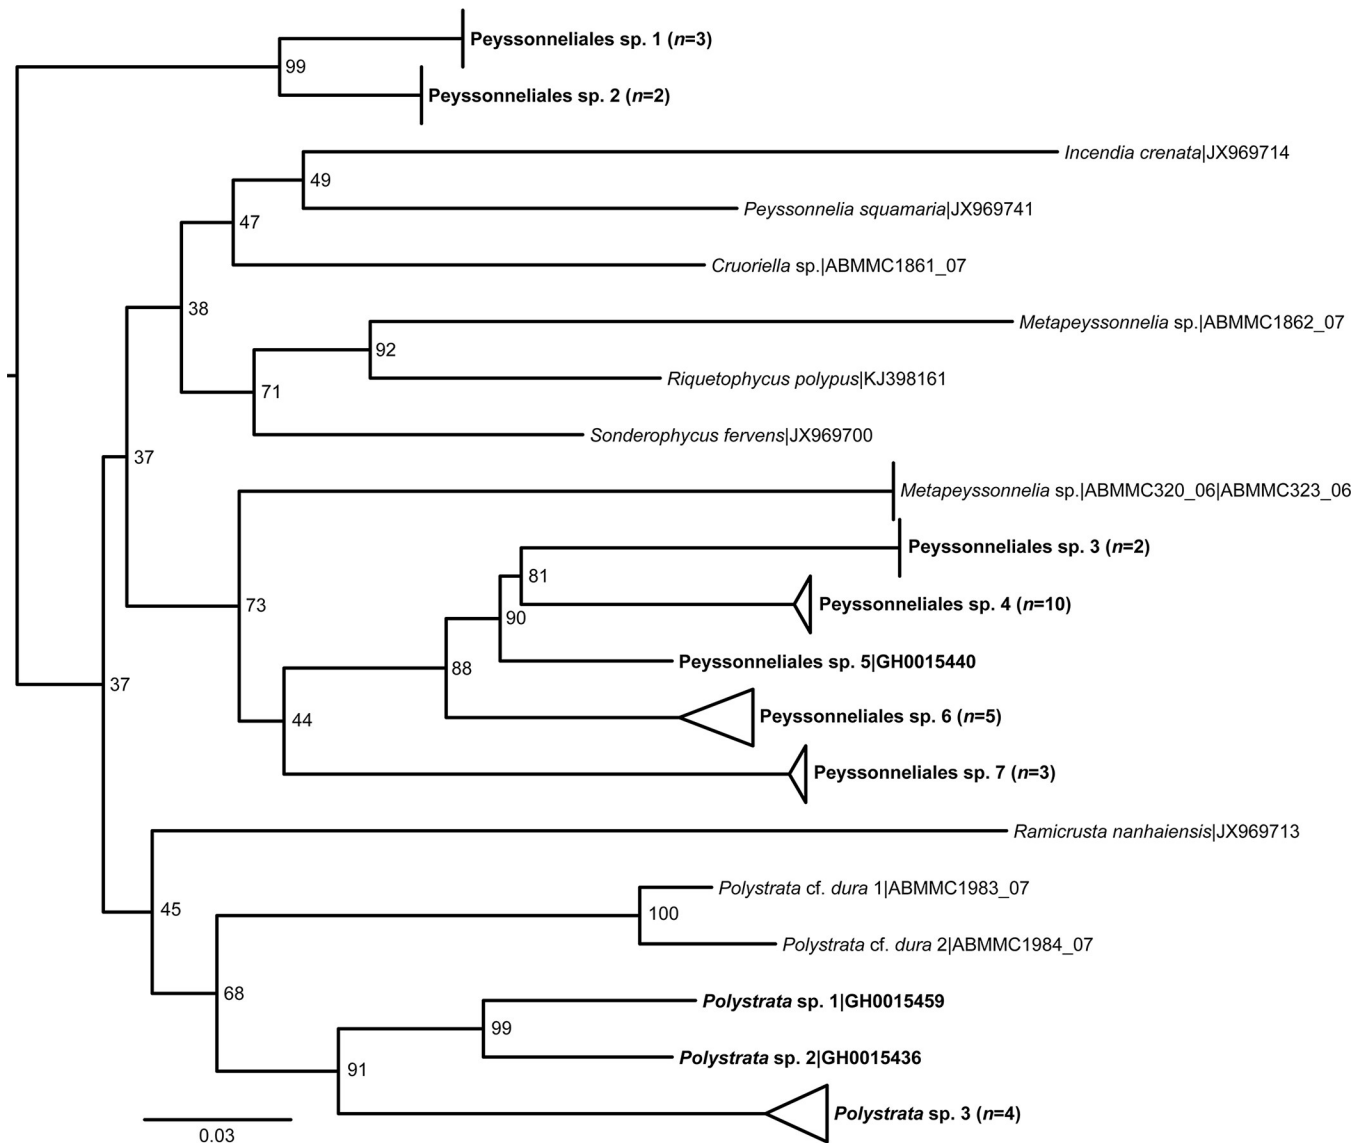 Peyssonneliales sp. 1 (n=3)
99
Peyssonneliales sp. 2 (n=2)
Incendia crenata|JX969714
49
Peyssonnelia squamaria|JX969741
47
Cruoriella sp.|ABMMC1861_07
38
Metapeyssonnelia sp.|ABMMC1862_07
92
Riquetophycus polypus|KJ398161
71
Sonderophycus fervens|JX969700
37
Metapeyssonnelia sp.|ABMMC320_06|ABMMC323_06
Peyssonneliales sp. 3 (n=2)
81
73
Peyssonneliales sp. 4 (n=10)
90
Peyssonneliales sp. 5|GH0015440
88
37
Peyssonneliales sp. 6 (n=5)
44
Peyssonneliales sp. 7 (n=3)
Ramicrusta nanhaiensis|JX969713
Polystrata cf. dura 1|ABMMC1983_07
45
100
Polystrata cf. dura 2|ABMMC1984_07
68
Polystrata sp. 1|GH0015459
99
Polystrata sp. 2|GH0015436
91
Polystrata sp. 3 (n=4)
0.03